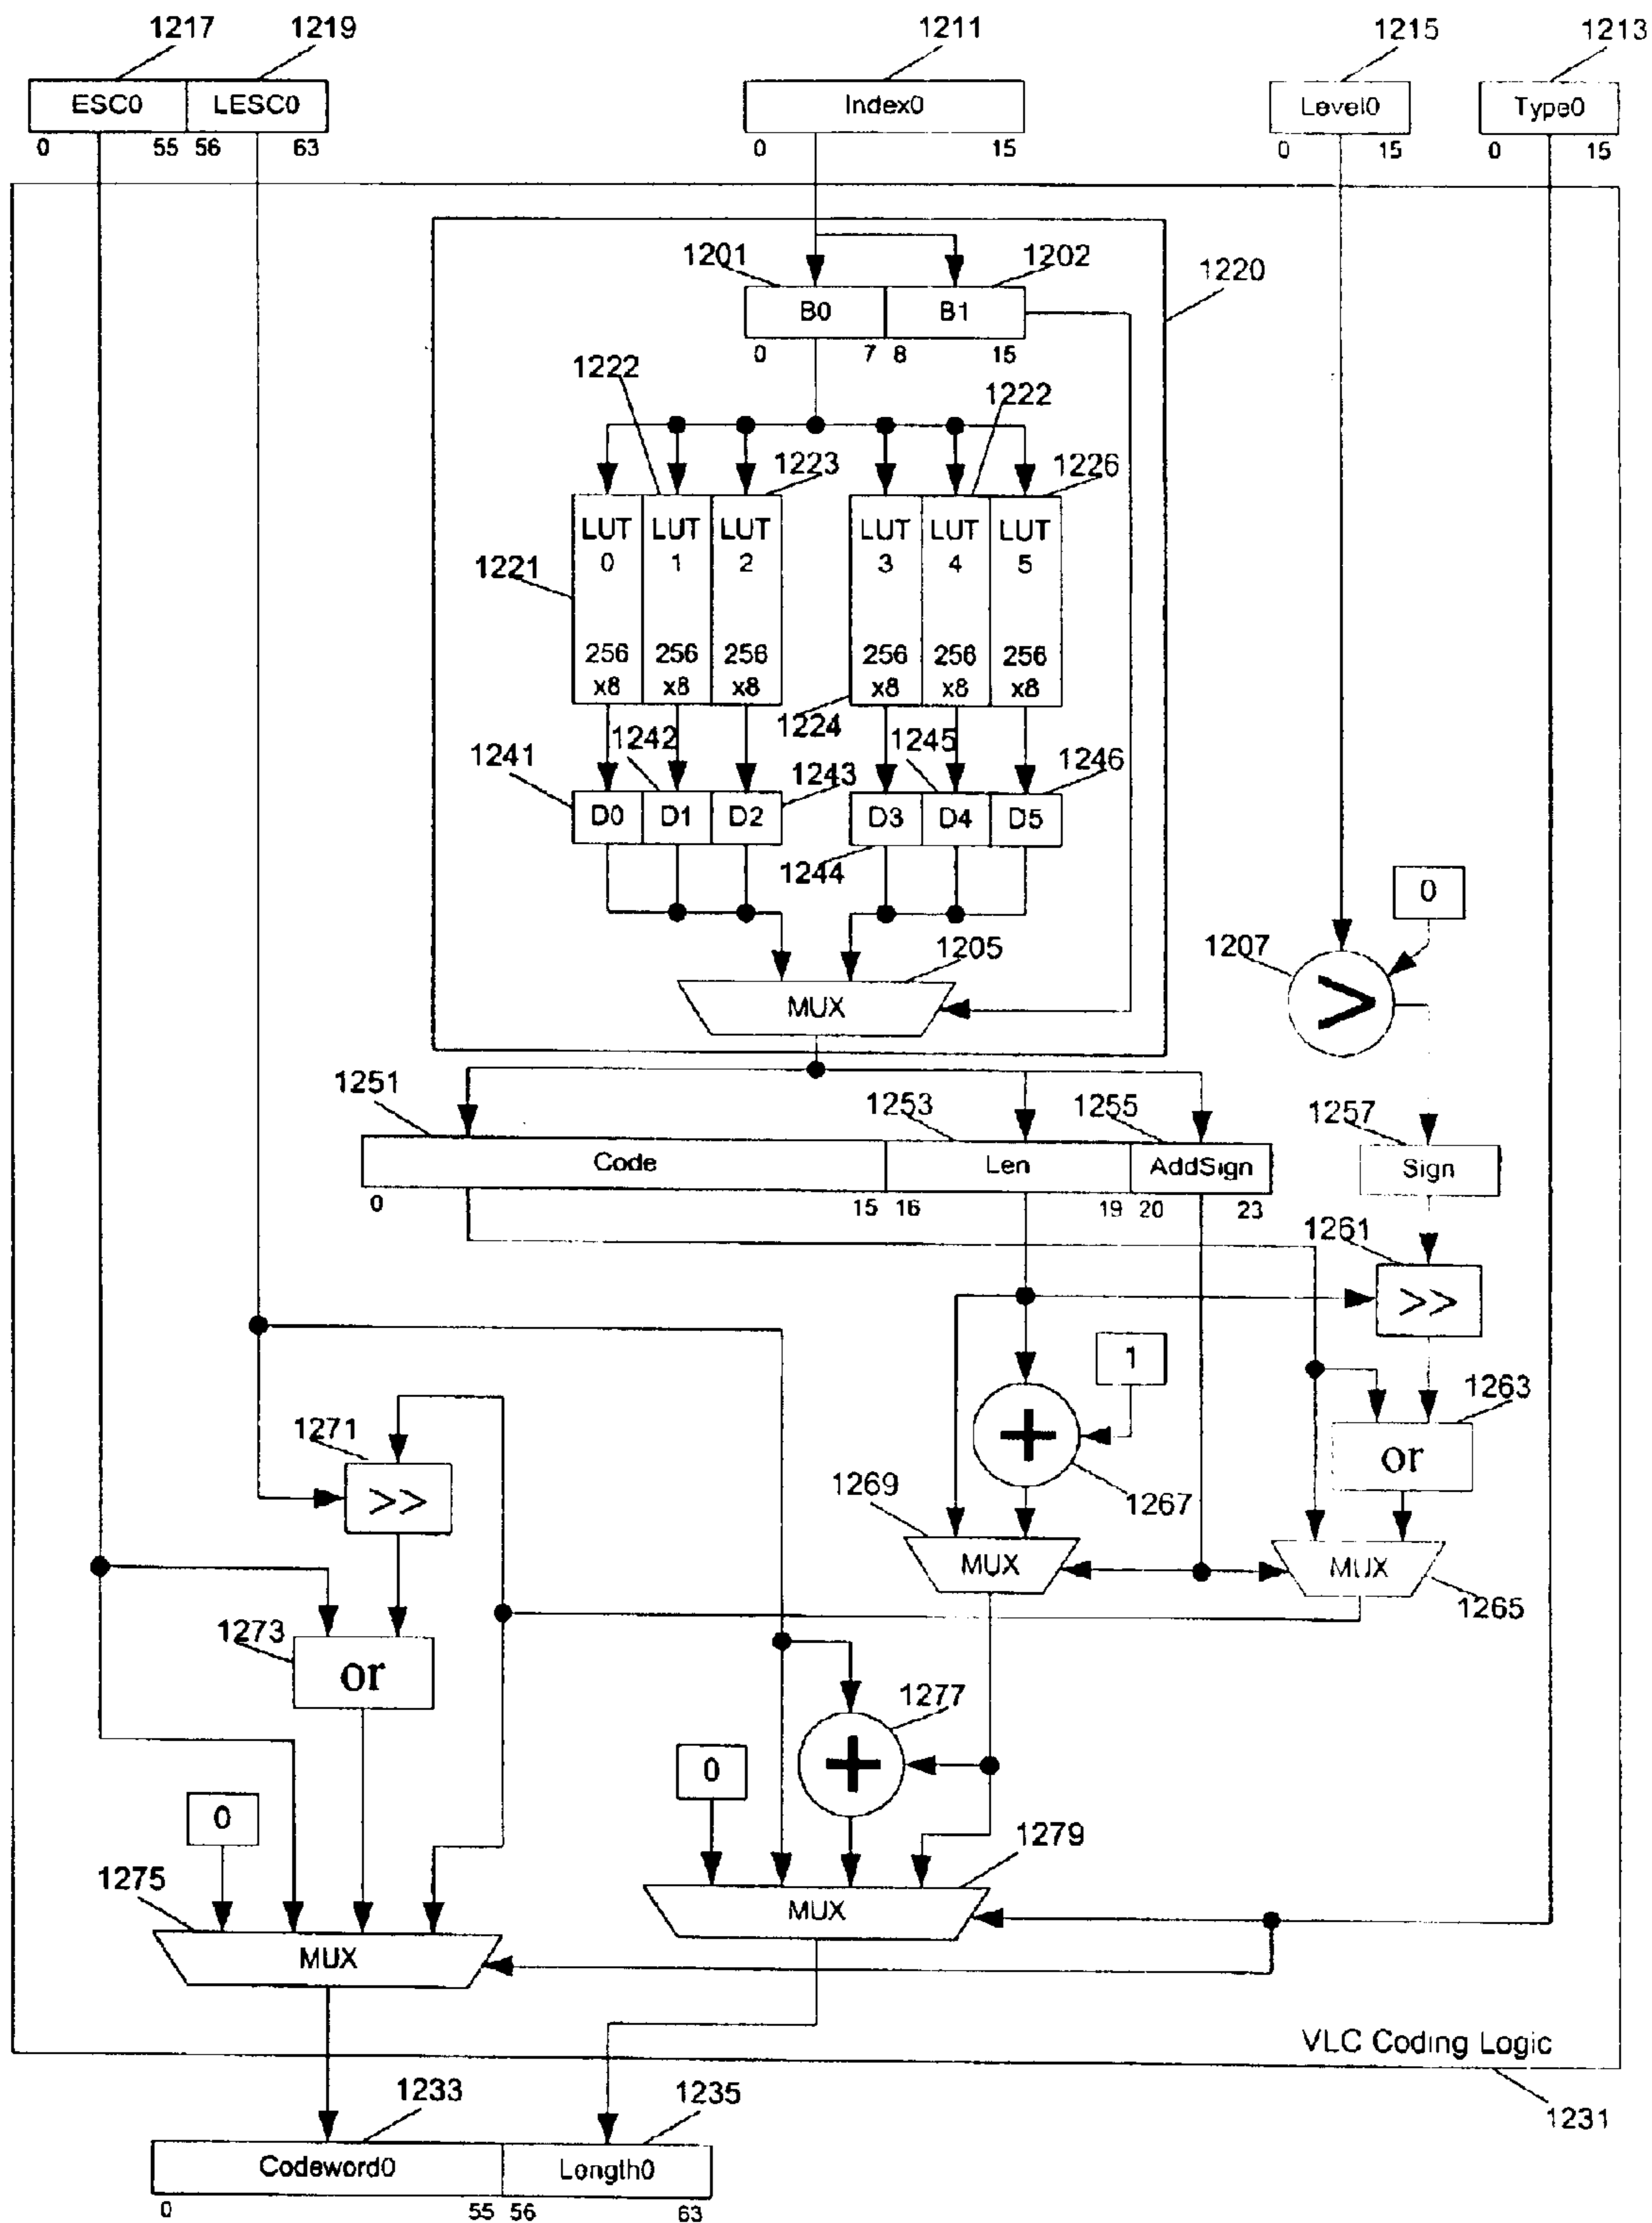 1217 1219 1211 1215 1213
ESC0 LESC0 Index0 Level0 Type0
0 55 56 63 0 15 0 15 0 15
1201 1202 1220
B0 B1
0 7 8 15
1222 1222
1223 1226
LUT LUT LUT LUT LUT LUT
0 1 2 3 4 5
1221
256 256 256 256 256 256
x8 x8 x8 x8 x8 x8
1224
1241 1242 1243 1245 1246
D0 D1 D2 D3 D4 D5
1244
0
1205 1207
MUX >
1251 1253 1255 1257
Code Len AddSign Sign
0 15 16 19 20 23
1261
>>
1
1271 + 1263
>> or
1269 1267
MUX MUX
1265
1273
or
1277
0 +
0
1275 1279
MUX
MUX
VLC Coding Logic
1233 1235 1231
Codeword0 Length0
0 55 56 63